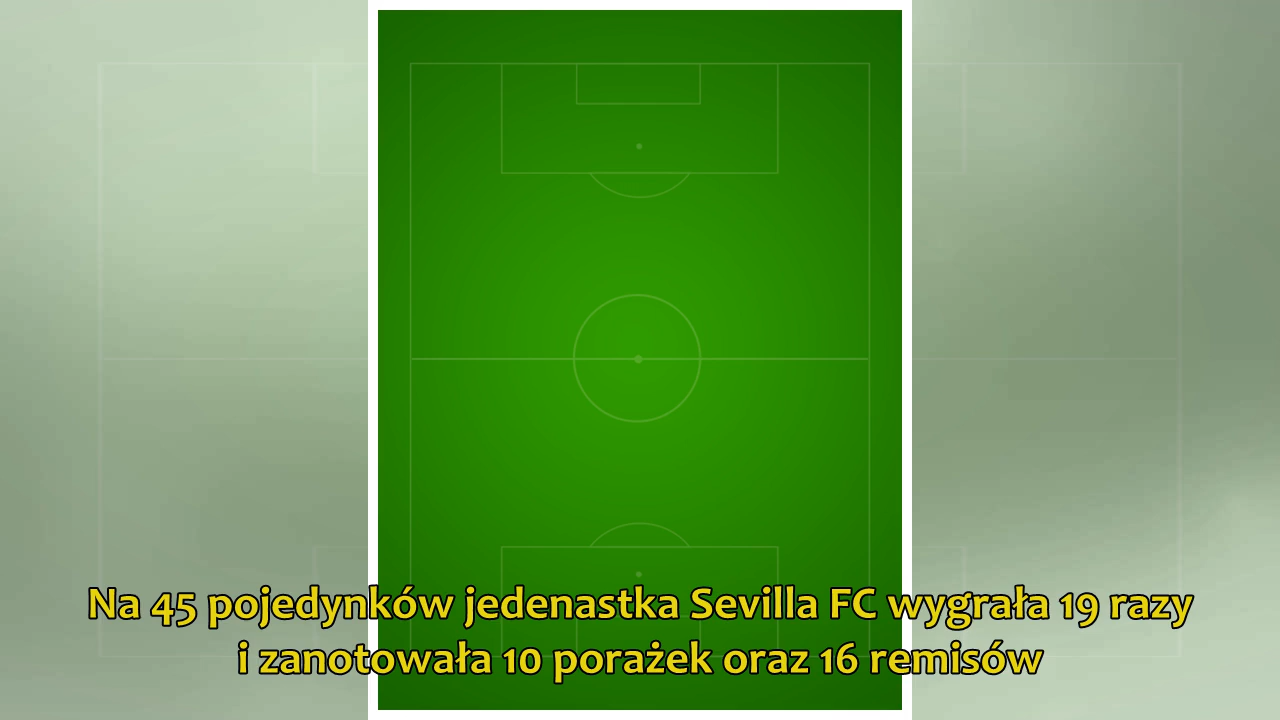 Na 45 pojedynków jedenastka Sevilla FC wygrała 19 razy
i zanotowała 10 porażek oraz 16 remisów